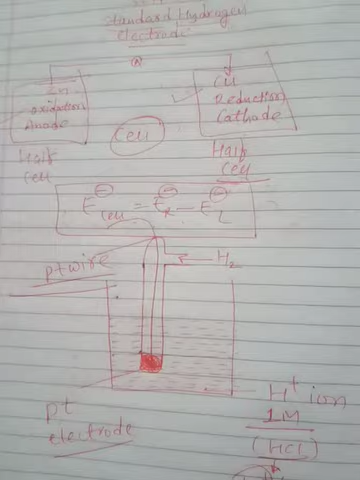 Standard Hydrogen
Electrode
Zn
oxidation
Anode
Cu
Reduction
Cathode
Cell
Half
Cell
Half
Cell
E⊖cell = E⊖R - E⊖L
pt wire
H2
H+ ion
1M
(HCl)
pt
electrode